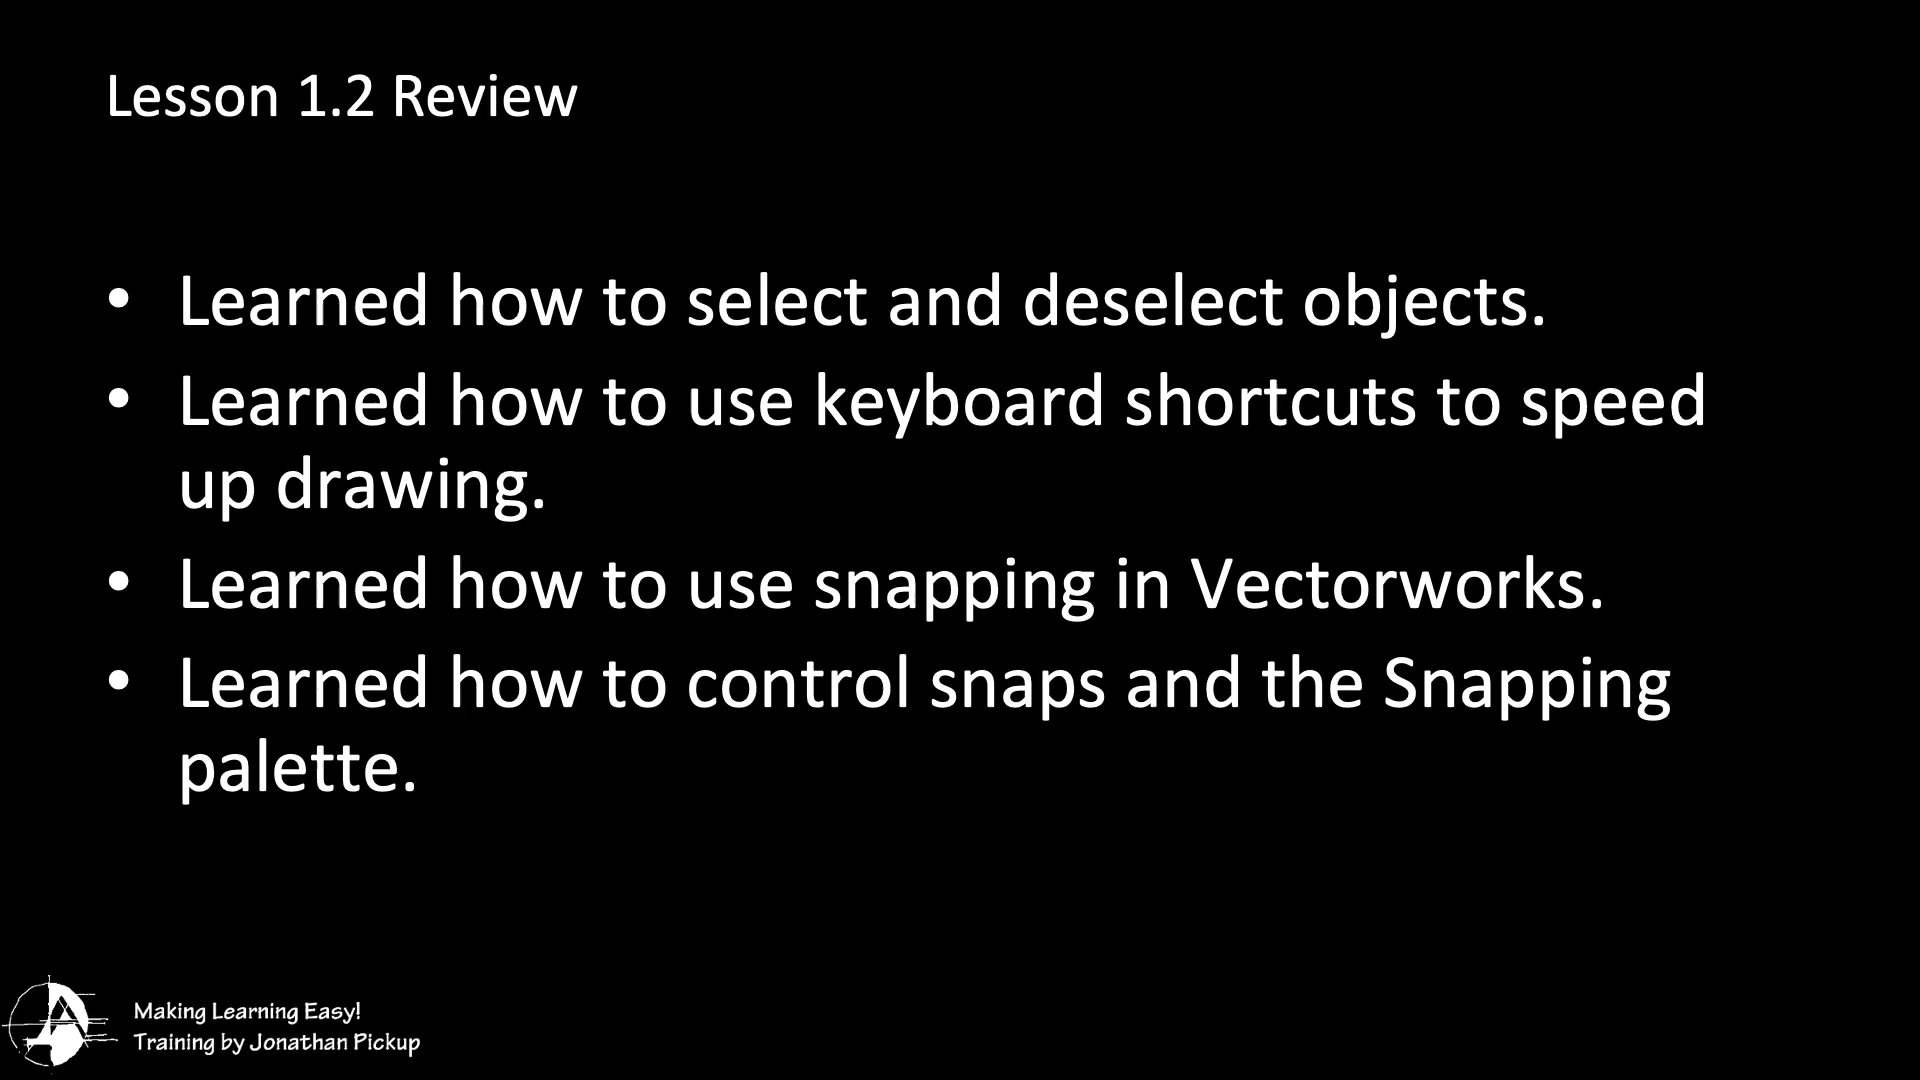 Lesson 1.2 Review
• Learned how to select and deselect objects.
• Learned how to use keyboard shortcuts to speed
up drawing.
• Learned how to use snapping in Vectorworks.
• Learned how to control snaps and the Snapping
palette.
Making Learning Easy!
Training by Jonathan Pickup